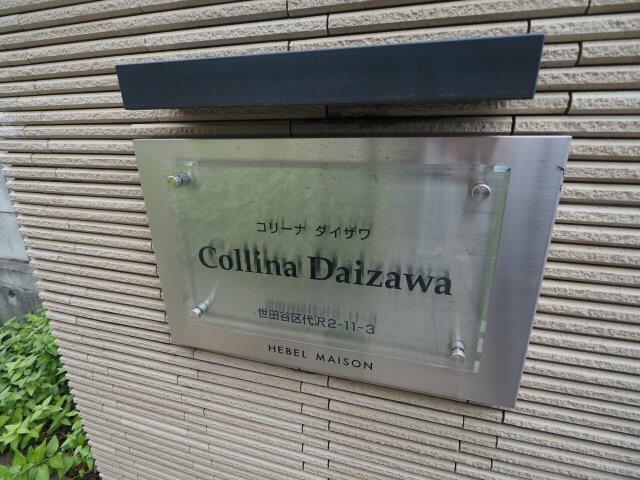 コリーナ ダイザワ
Collina Daizawa
世田谷区代沢2-11-3
HEBEL MAISON